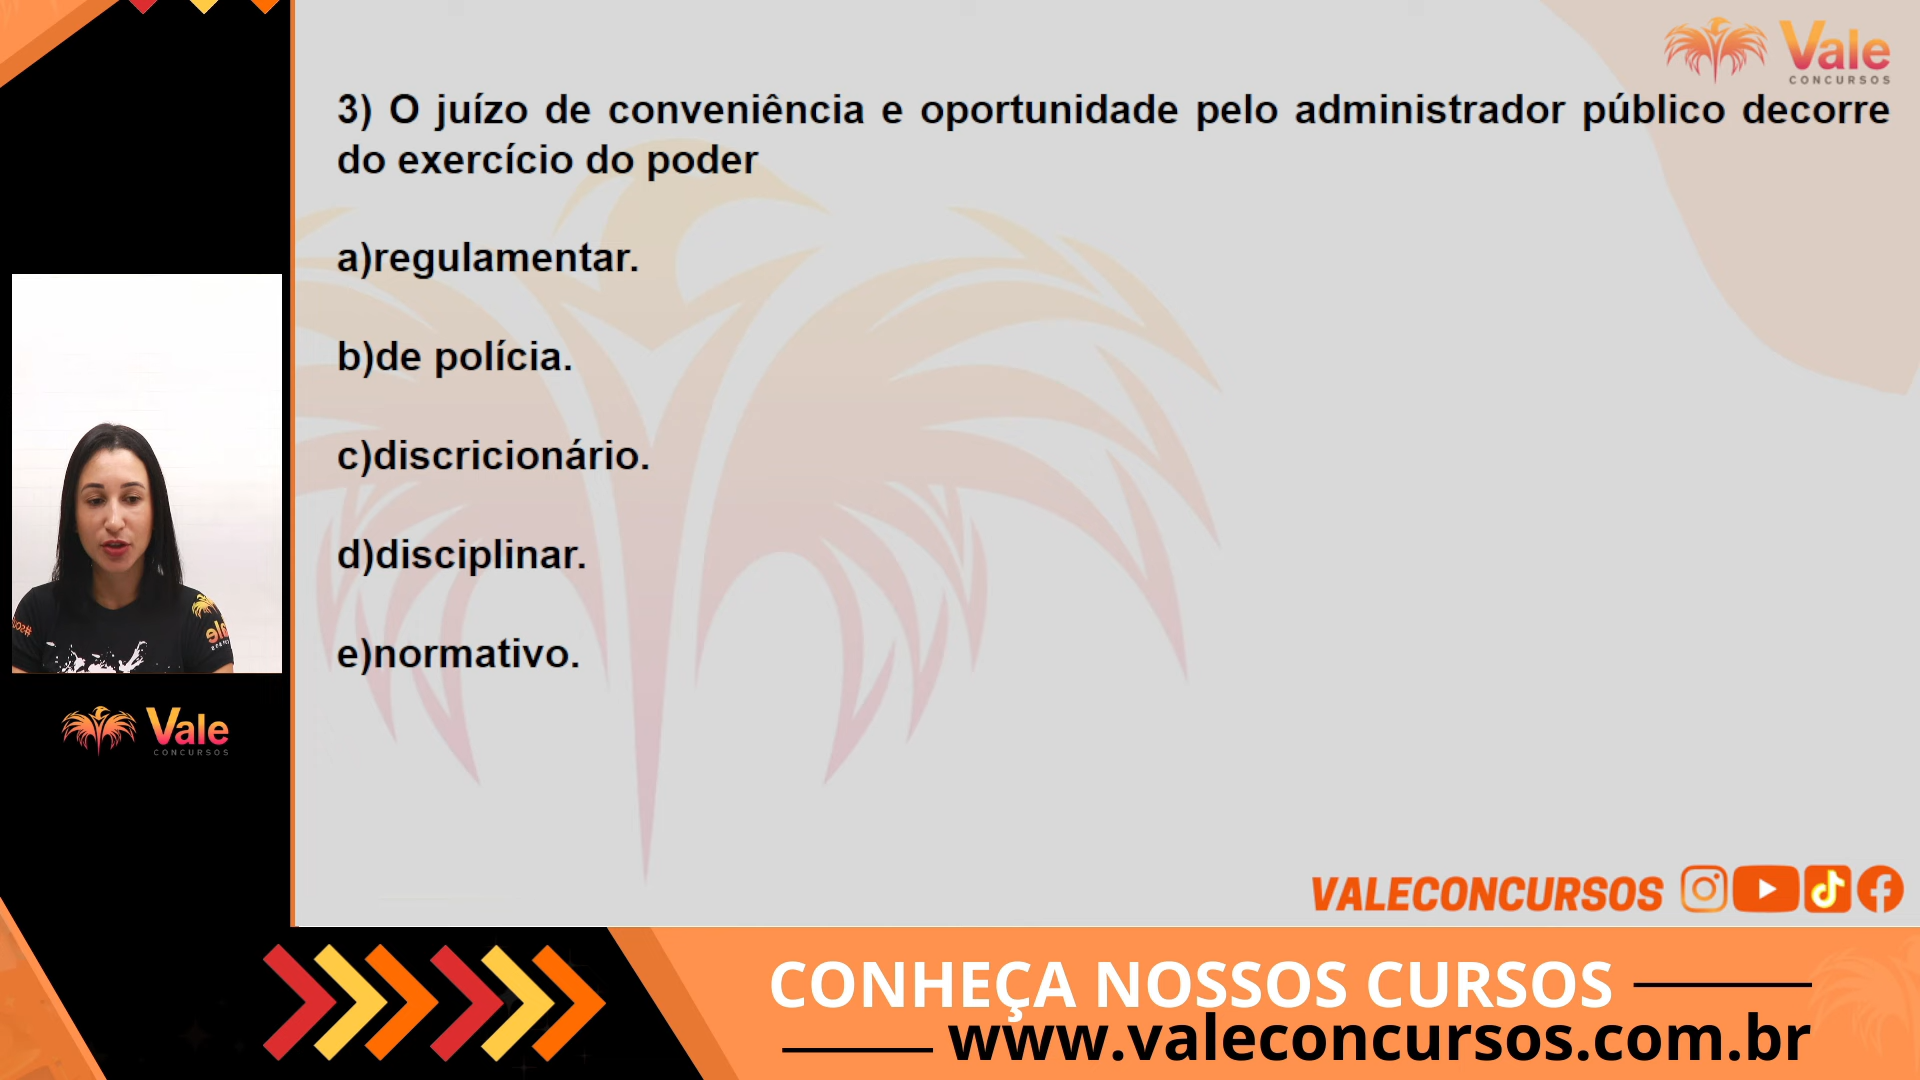 Vale
CONCURSOS
3) O juízo de conveniência e oportunidade pelo administrador público decorre
do exercício do poder
a)regulamentar.
b)de polícia.
c)discricionário.
d)disciplinar.
e)normativo.
Vale
CONCURSOS
VALECONCURSOS
CONHEÇA NOSSOS CURSOS
www.valeconcursos.com.br